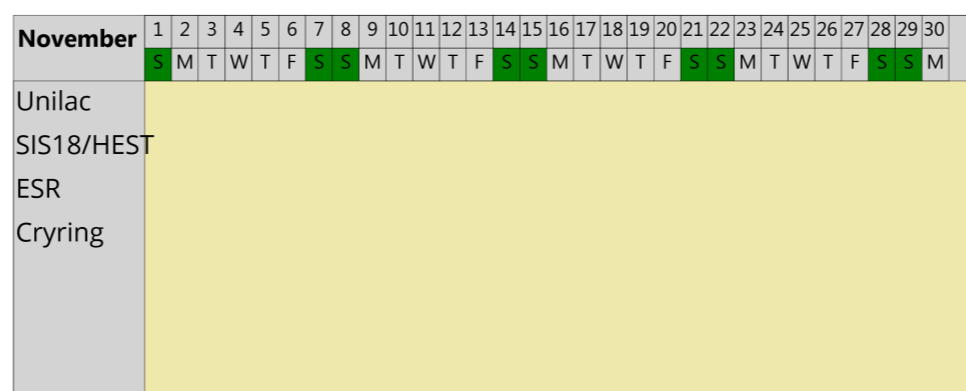 November 1 2 3 4 5 6 7 8 9 10 11 12 13 14 15 16 17 18 19 20 21 22 23 24 25 26 27 28 29 30
S M T W T F S S M T W T F S S M T W T F S S M T W T F S S M
Unilac
SIS18/HEST
ESR
Cryring